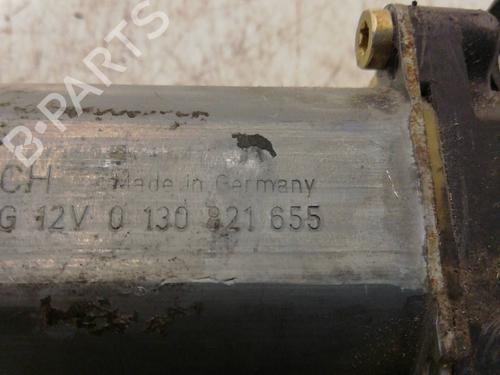 B-PARTS
CH Made in Germany
G 12V 0 130 821 655